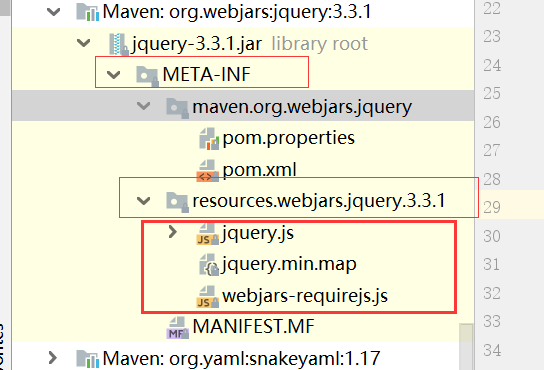 Maven: org.webjars:jquery:3.3.1
jquery-3.3.1.jar library root
META-INF
maven.org.webjars.jquery
pom.properties
pom.xml
resources.webjars.jquery.3.3.1
jquery.js
jquery.min.map
webjars-requirejs.js
MANIFEST.MF
Maven: org.yaml:snakeyaml:1.17
22
23
24
25
26
27
28
29
30
31
32
33
34